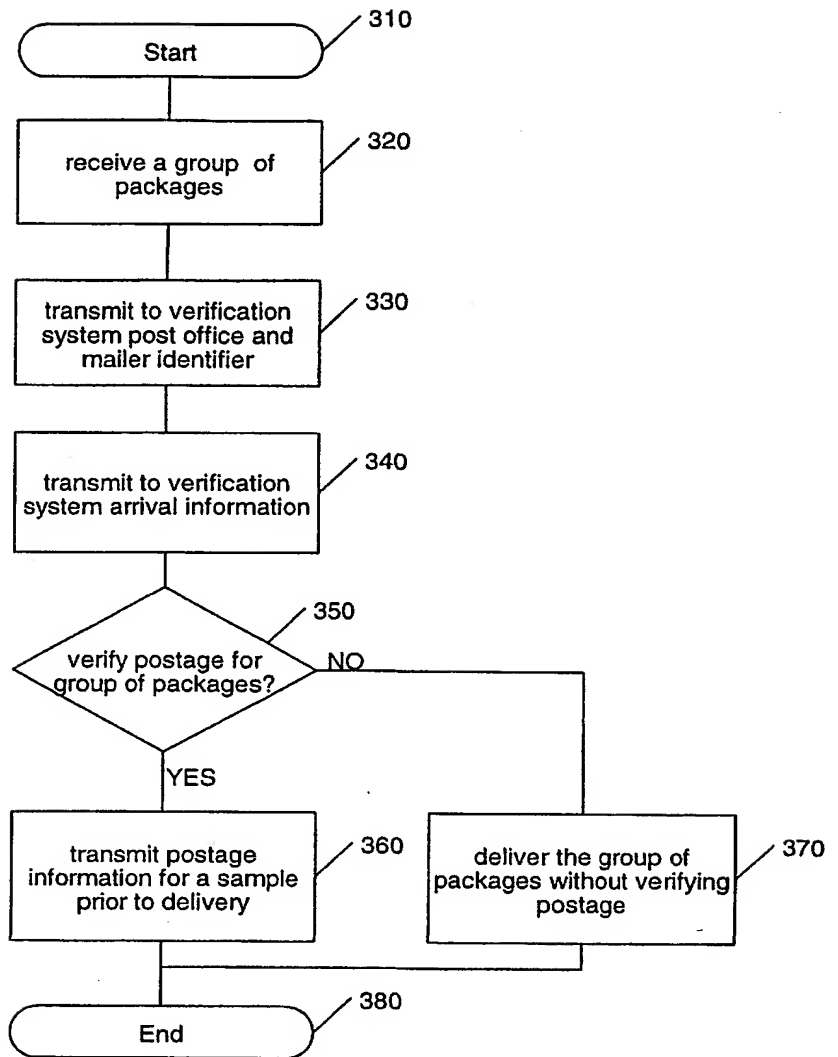 310
Start
320
receive a group of
packages
330
transmit to verification
system post office and
mailer identifier
340
transmit to verification
system arrival information
350
verify postage for
group of packages?
NO
YES
360
transmit postage
information for a sample
prior to delivery
370
deliver the group of
packages without verifying
postage
380
End